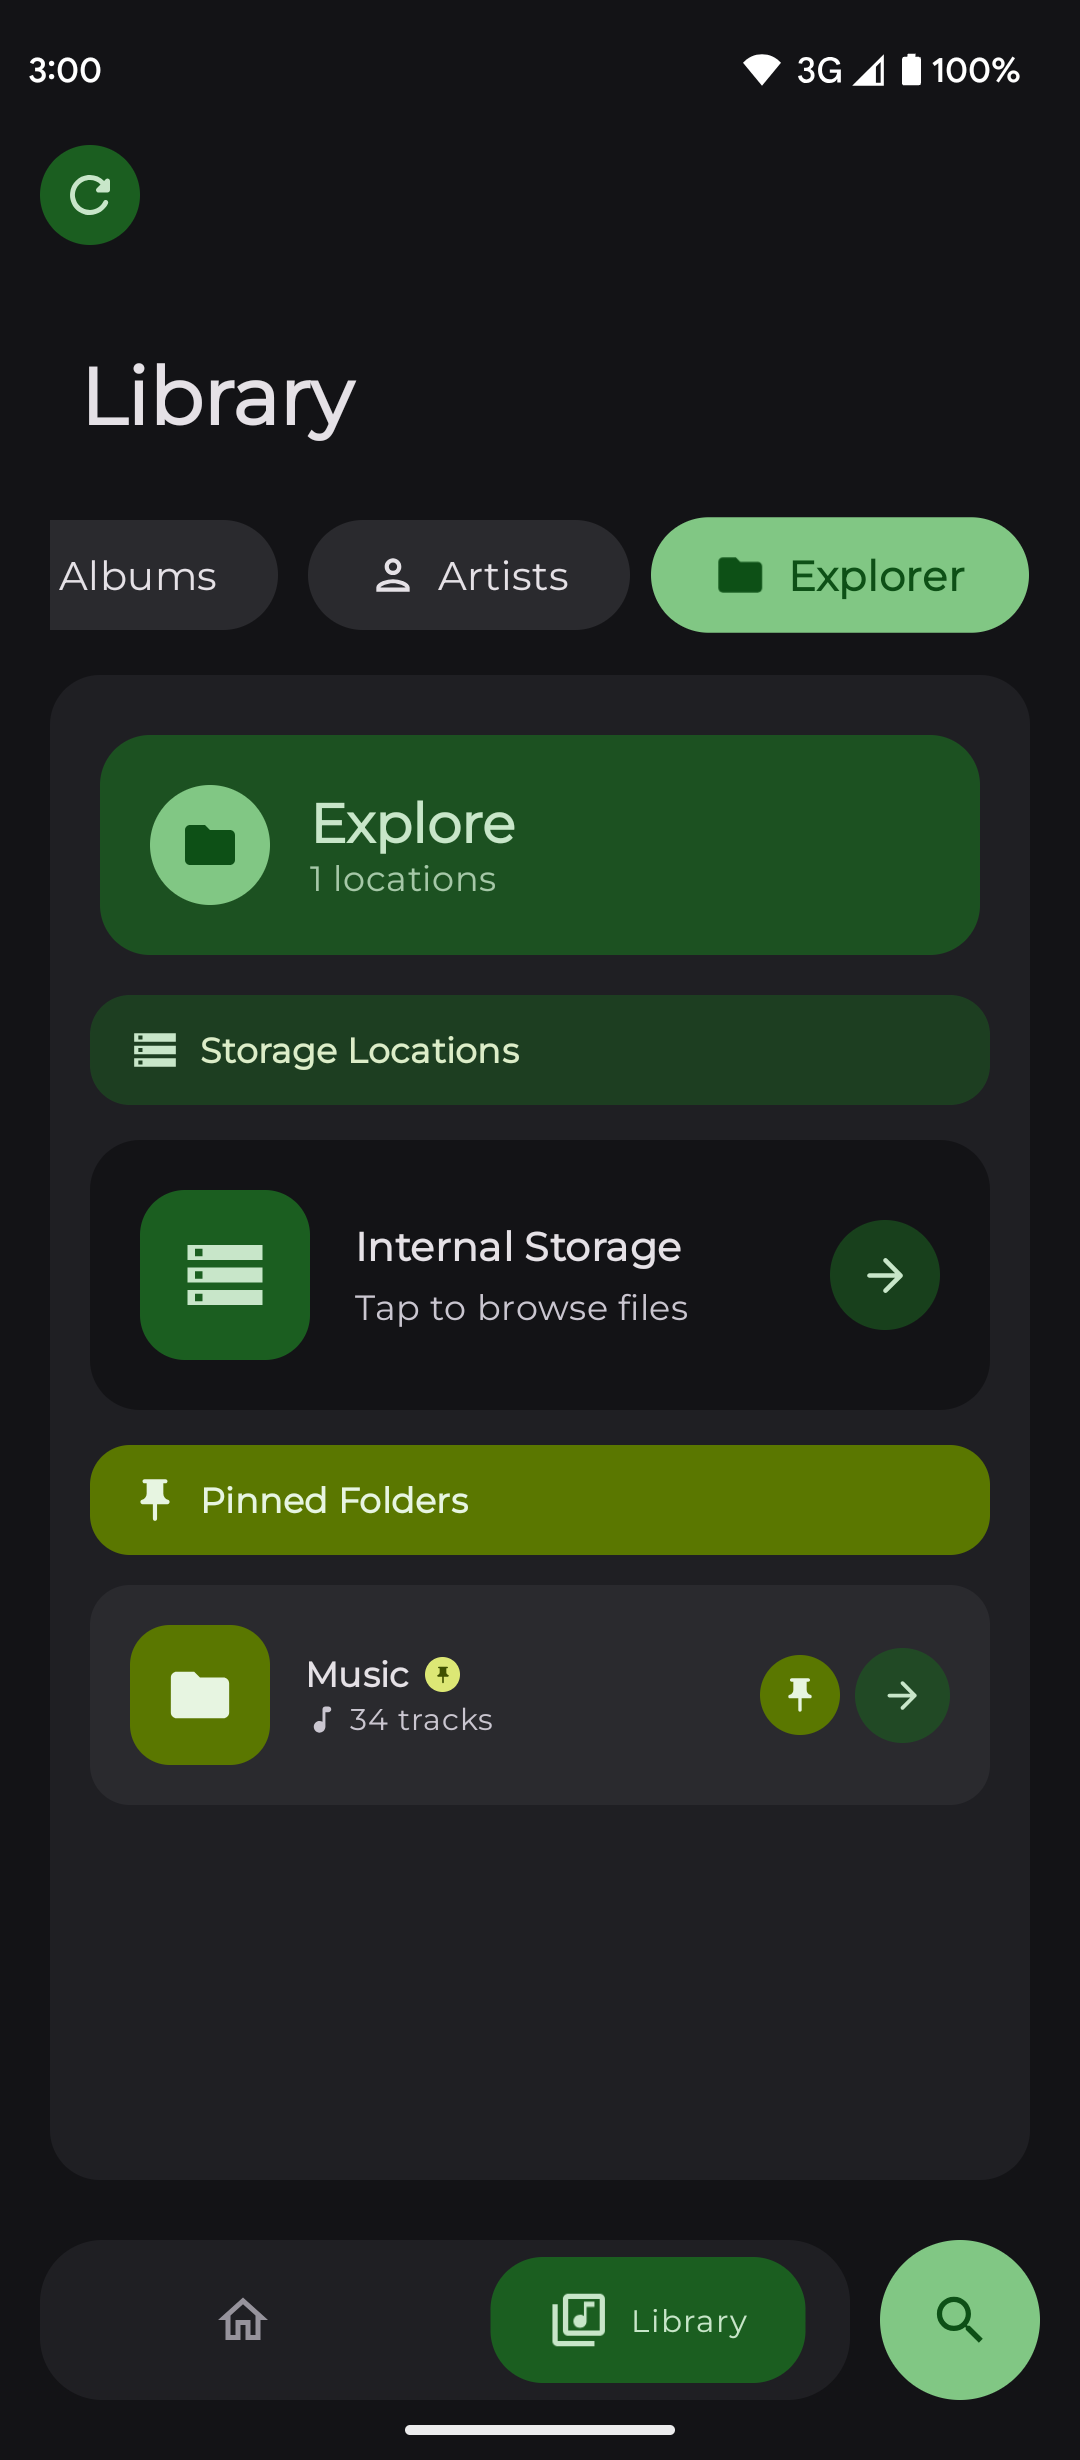 3:00
3G 100%
Library
Albums
Artists
Explorer
Explore
1 locations
Storage Locations
Internal Storage
Tap to browse files
Pinned Folders
Music
34 tracks
Library